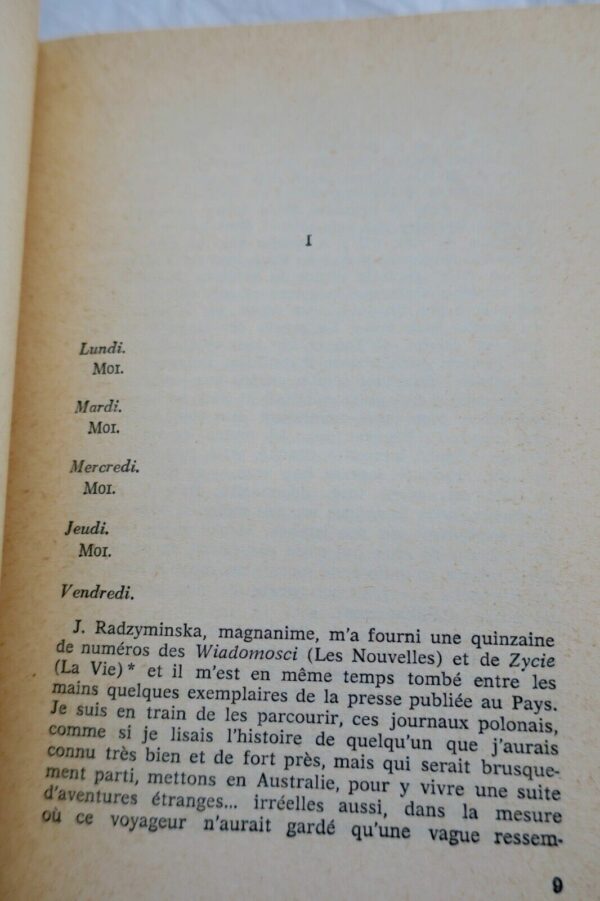 I
Lundi.
Moi.
Mardi.
Moi.
Mercredi.
Moi.
Jeudi.
Moi.
Vendredi.
J. Radzyminska, magnanime, m'a fourni une quinzaine
de numéros des Wiadomosci (Les Nouvelles) et de Zycie
(La Vie)* et il m'est en même temps tombé entre les
mains quelques exemplaires de la presse publiée au Pays.
Je suis en train de les parcourir, ces journaux polonais,
comme si je lisais l'histoire de quelqu'un que j'aurais
connu très bien et de fort près, mais qui serait brusque-
ment parti, mettons en Australie, pour y vivre une suite
d'aventures étranges... irréelles aussi, dans la mesure
où ce voyageur n'aurait gardé qu'une vague ressem-
9